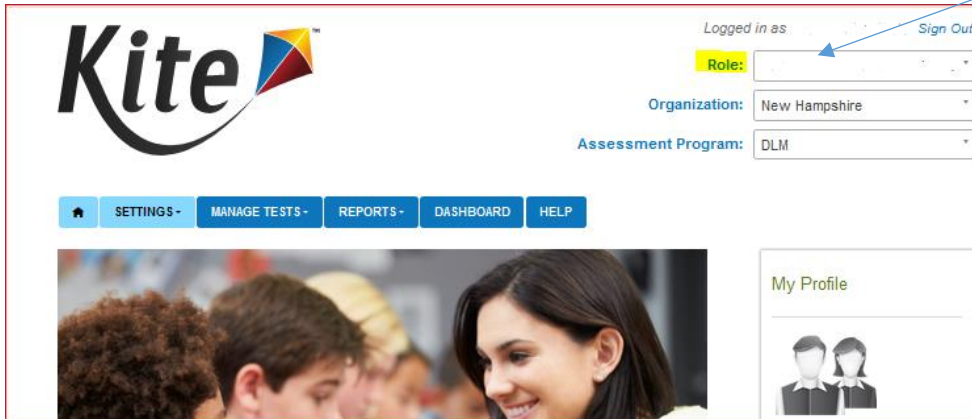 Kite™
Logged in as Sign Out
Role:
Organization: New Hampshire
Assessment Program: DLM
SETTINGS MANAGE TESTS REPORTS DASHBOARD HELP
My Profile